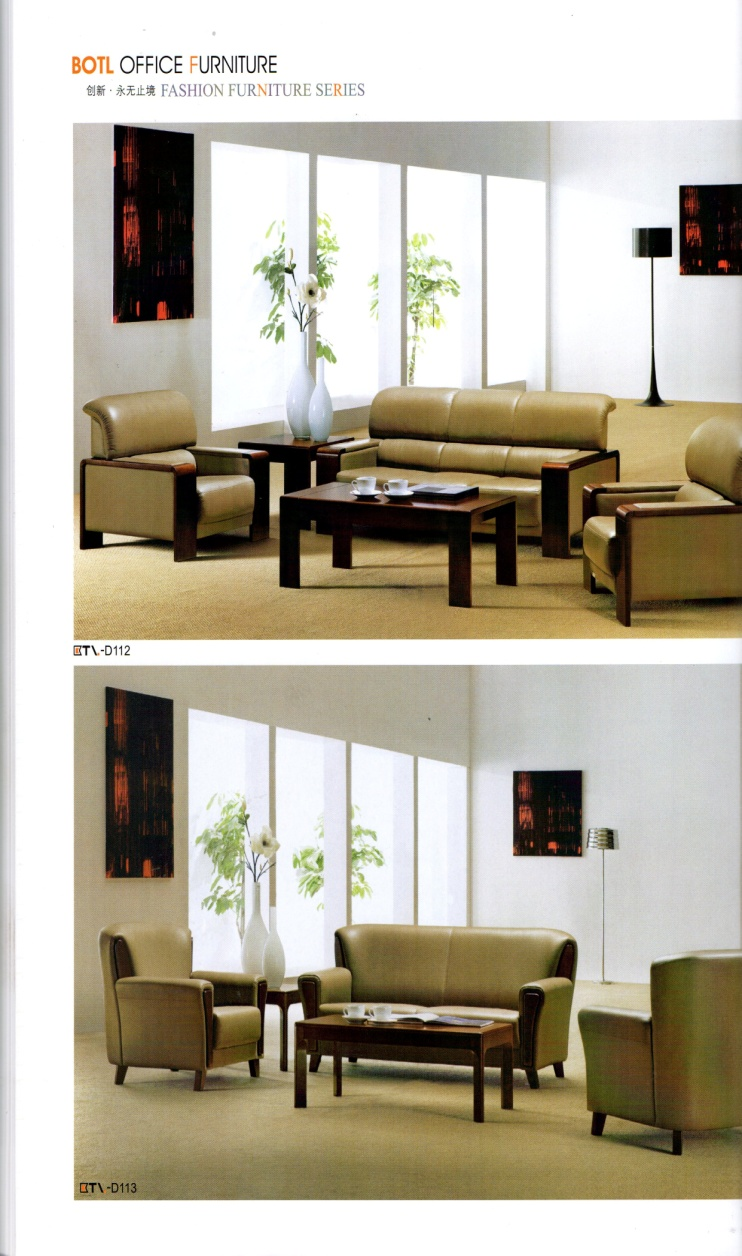 BOTL OFFICE FURNITURE
创新·永无止境 FASHION FURNITURE SERIES
-D112
-D113